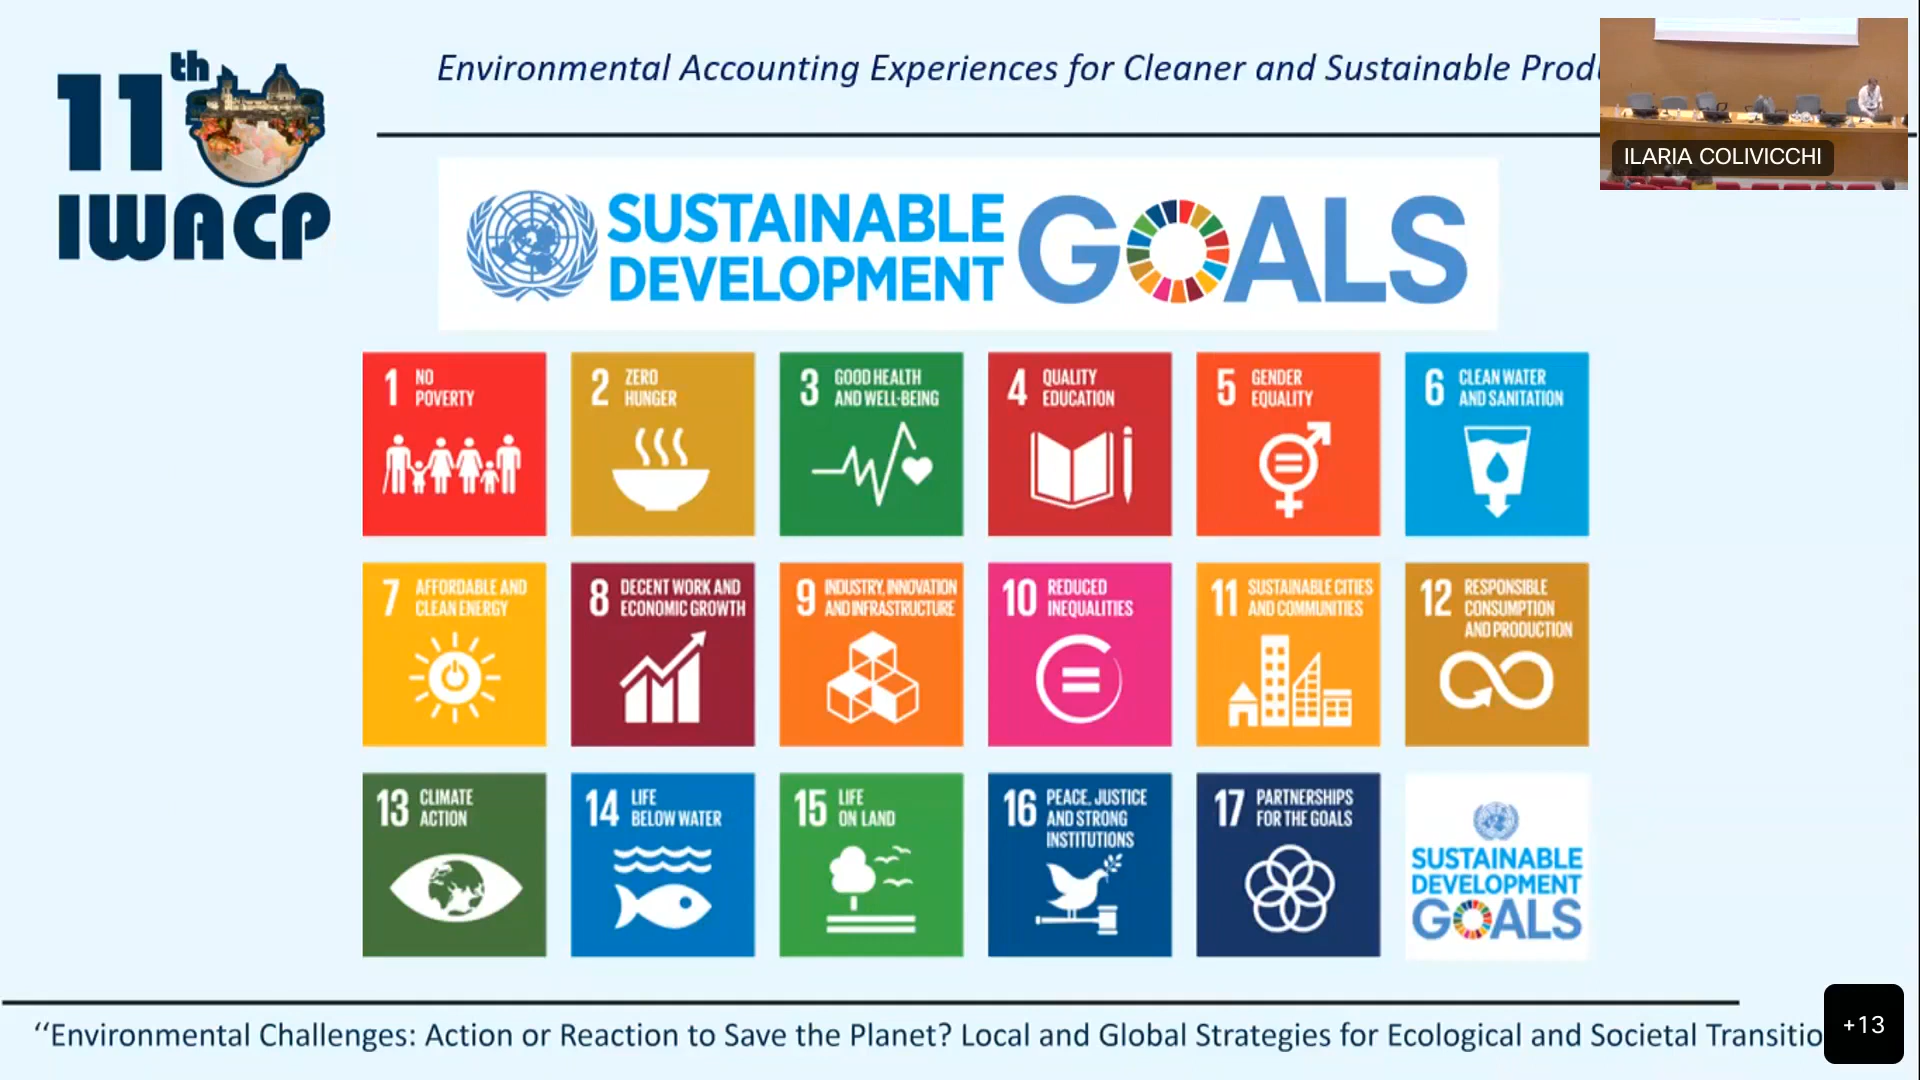 11th
IWACP
Environmental Accounting Experiences for Cleaner and Sustainable Prod
ILARIA COLIVICCHI
SUSTAINABLE
DEVELOPMENT
GOALS
1 NO
POVERTY
2 ZERO
HUNGER
3 GOOD HEALTH
AND WELL-BEING
4 QUALITY
EDUCATION
5 GENDER
EQUALITY
6 CLEAN WATER
AND SANITATION
7 AFFORDABLE AND
CLEAN ENERGY
8 DECENT WORK AND
ECONOMIC GROWTH
9 INDUSTRY, INNOVATION
AND INFRASTRUCTURE
10 REDUCED
INEQUALITIES
11 SUSTAINABLE CITIES
AND COMMUNITIES
12 RESPONSIBLE
CONSUMPTION
AND PRODUCTION
13 CLIMATE
ACTION
14 LIFE
BELOW WATER
15 LIFE
ON LAND
16 PEACE, JUSTICE
AND STRONG
INSTITUTIONS
17 PARTNERSHIPS
FOR THE GOALS
SUSTAINABLE
DEVELOPMENT
GOALS
“Environmental Challenges: Action or Reaction to Save the Planet? Local and Global Strategies for Ecological and Societal Transitio
+13